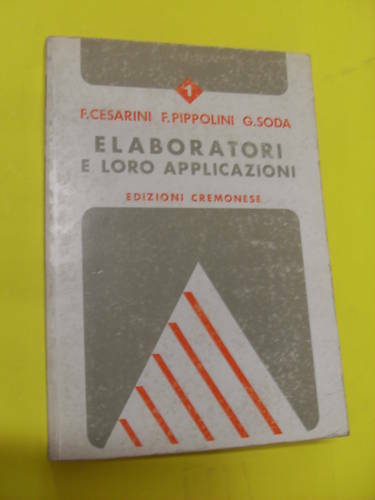 1
F.CESARINI F.PIPPOLINI G.SODA
ELABORATORI
E LORO APPLICAZIONI
EDIZIONI CREMONESE